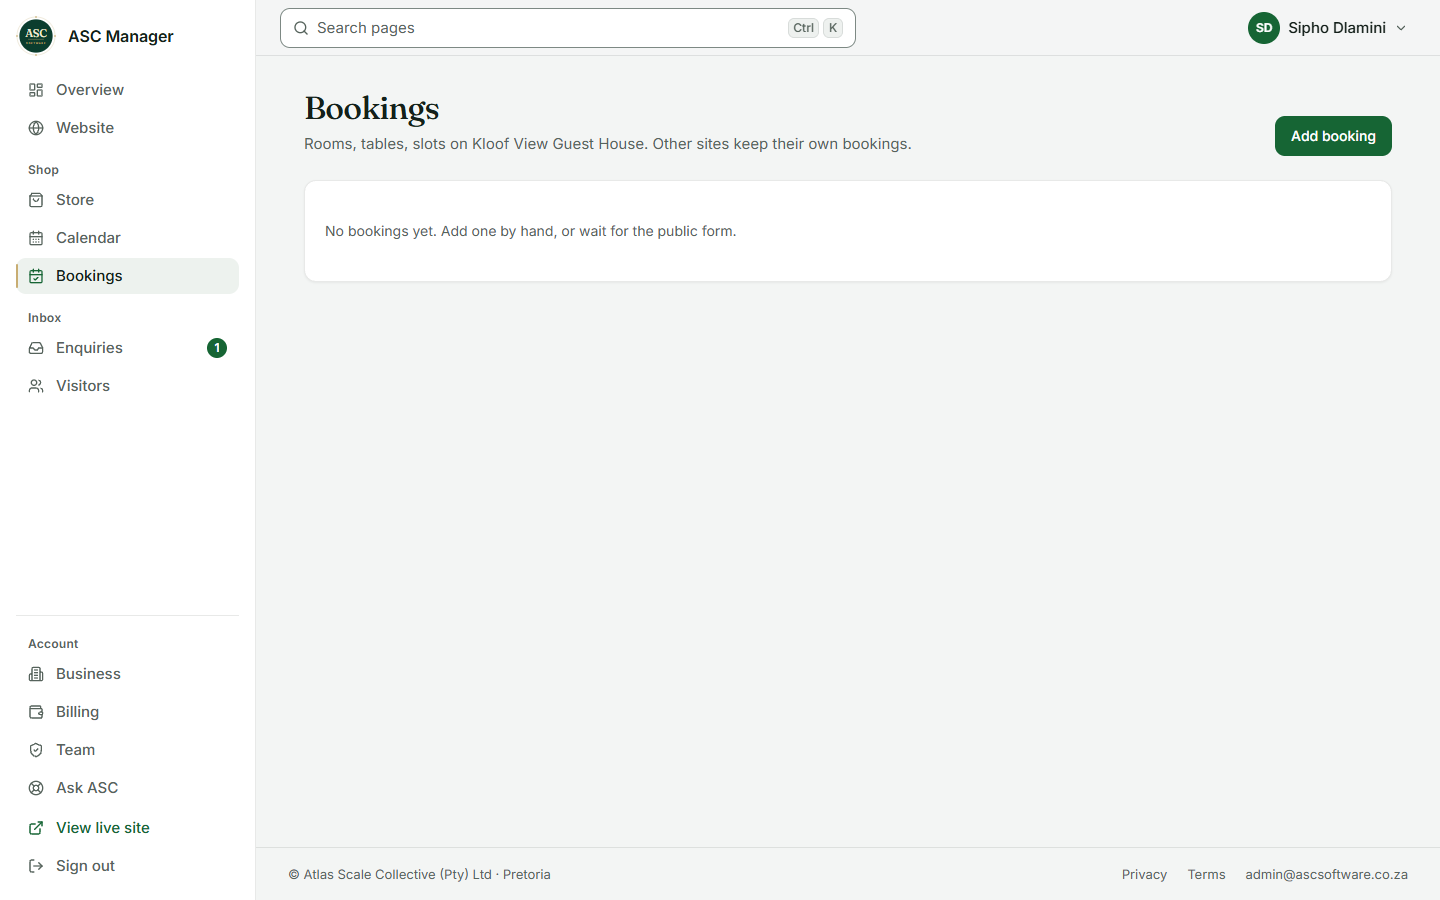 ASC
ASC Manager
Search pages
Ctrl K
SD
Sipho Dlamini
Overview
Website
Shop
Store
Calendar
Bookings
Inbox
Enquiries
1
Visitors
Account
Business
Billing
Team
Ask ASC
View live site
Sign out
Bookings
Rooms, tables, slots on Kloof View Guest House. Other sites keep their own bookings.
Add booking
No bookings yet. Add one by hand, or wait for the public form.
© Atlas Scale Collective (Pty) Ltd · Pretoria
Privacy
Terms
admin@ascsoftware.co.za